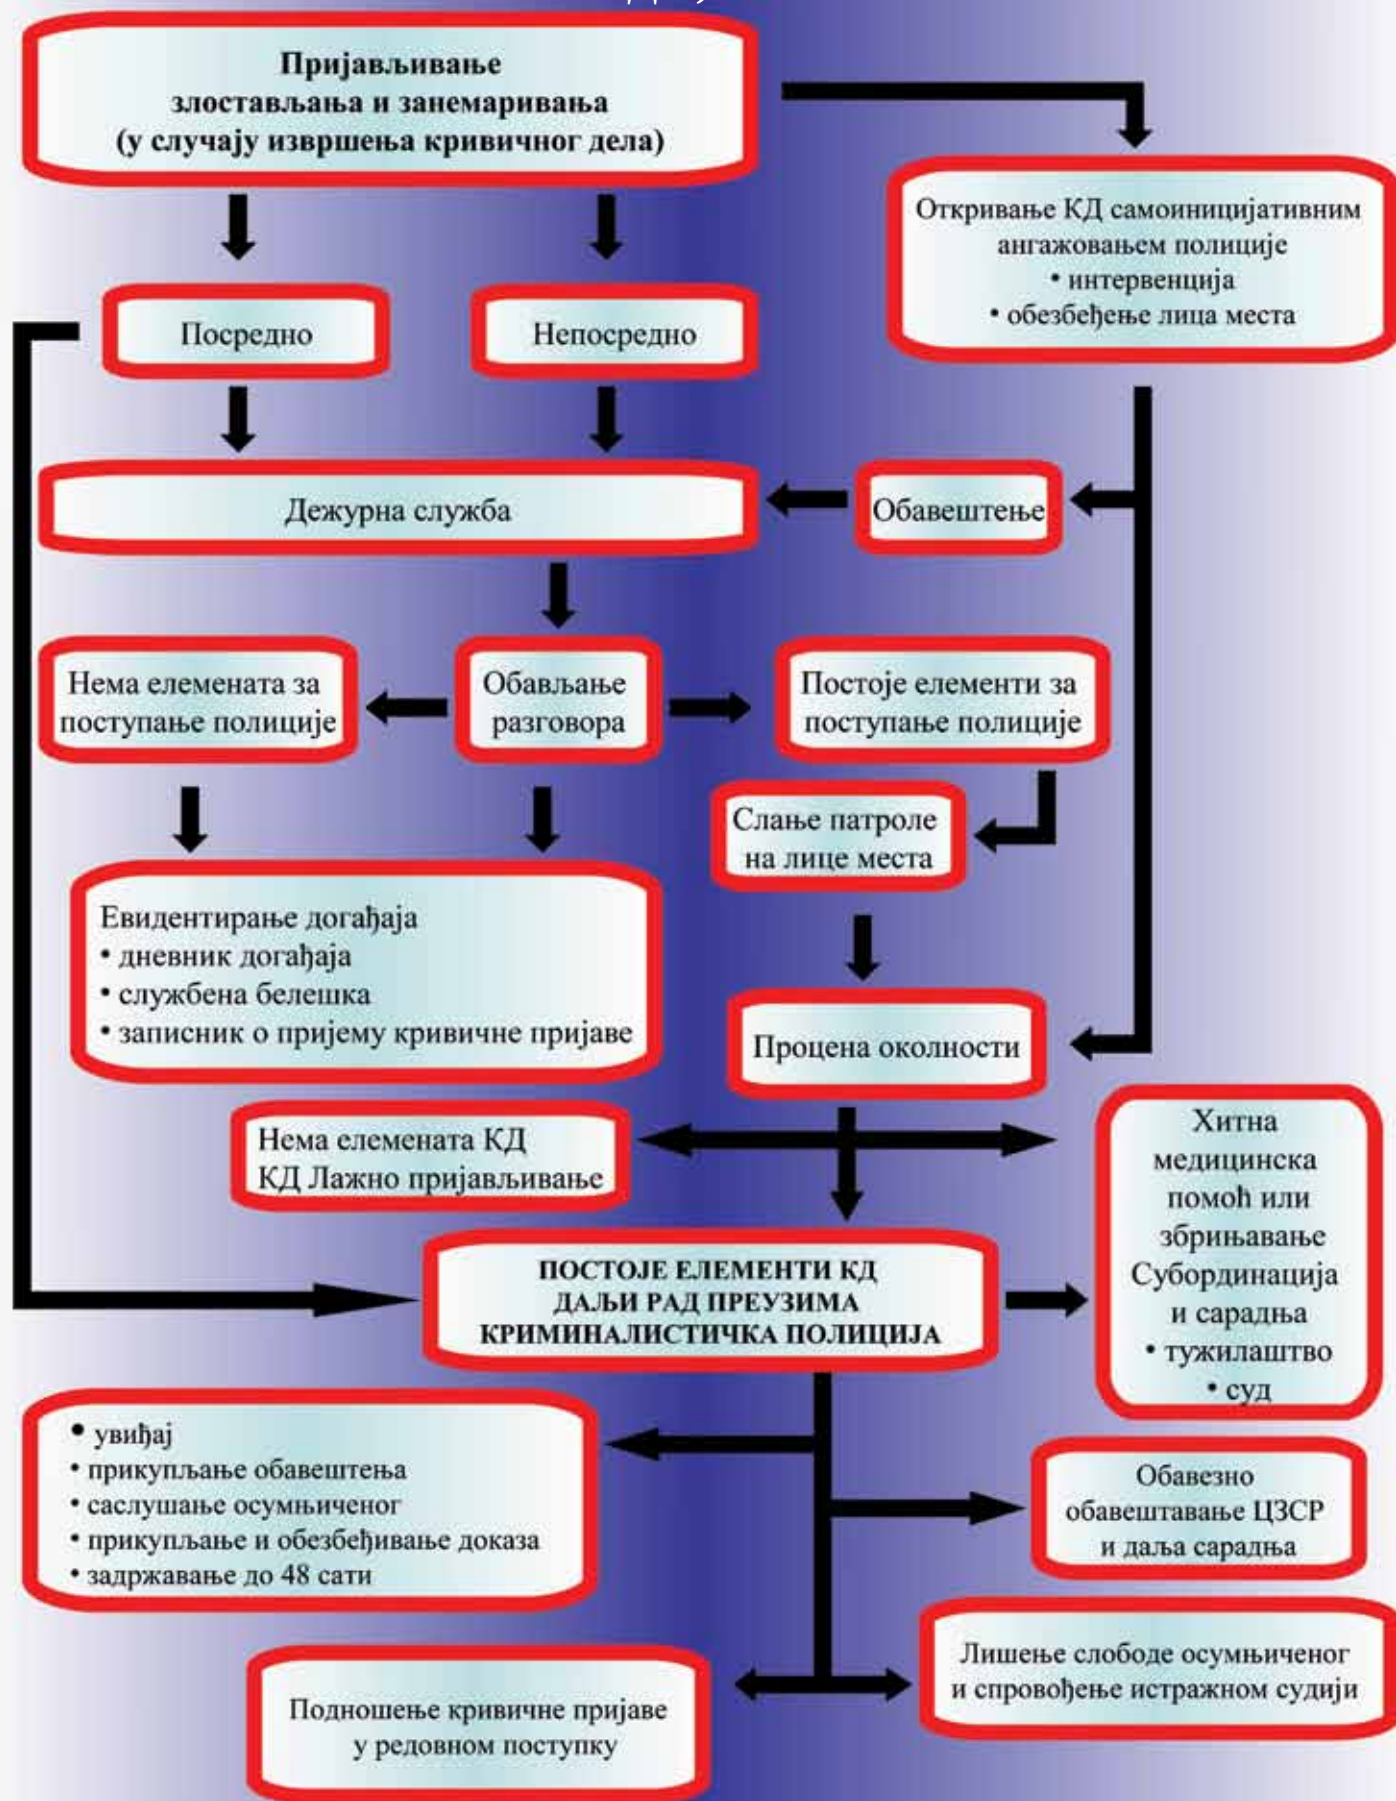 Пријављивање
злостављања и занемаривања
(у случају извршења кривичног дела)
Откривање КД самоиницијативним
ангажовањем полиције
• интервенција
• обезбеђење лица места
Посредно
Непосредно
Дежурна служба
Обавештење
Нема елемената за
поступање полиције
Обављање
разговора
Постоје елементи за
поступање полиције
Слање патроле
на лице места
Евидентирање догађаја
• дневник догађаја
• службена белешка
• записник о пријему кривичне пријаве
Процена околности
Нема елемената КД
КД Лажно пријављивање
Хитна
медицинска
помоћ или
збрињавање
Субординација
и сарадња
• тужилаштво
• суд
ПОСТОЈЕ ЕЛЕМЕНТИ КД
ДАЉИ РАД ПРЕУЗИМА
КРИМИНАЛИСТИЧКА ПОЛИЦИЈА
• увиђај
• прикупљање обавештења
• саслушање осумњиченог
• прикупљање и обезбеђивање доказа
• задржавање до 48 сати
Обавезно
обавештавање ЦЗСР
и даља сарадња
Лишење слободе осумњиченог
и спровођење истражном судији
Подношење кривичне пријаве
у редовном поступку